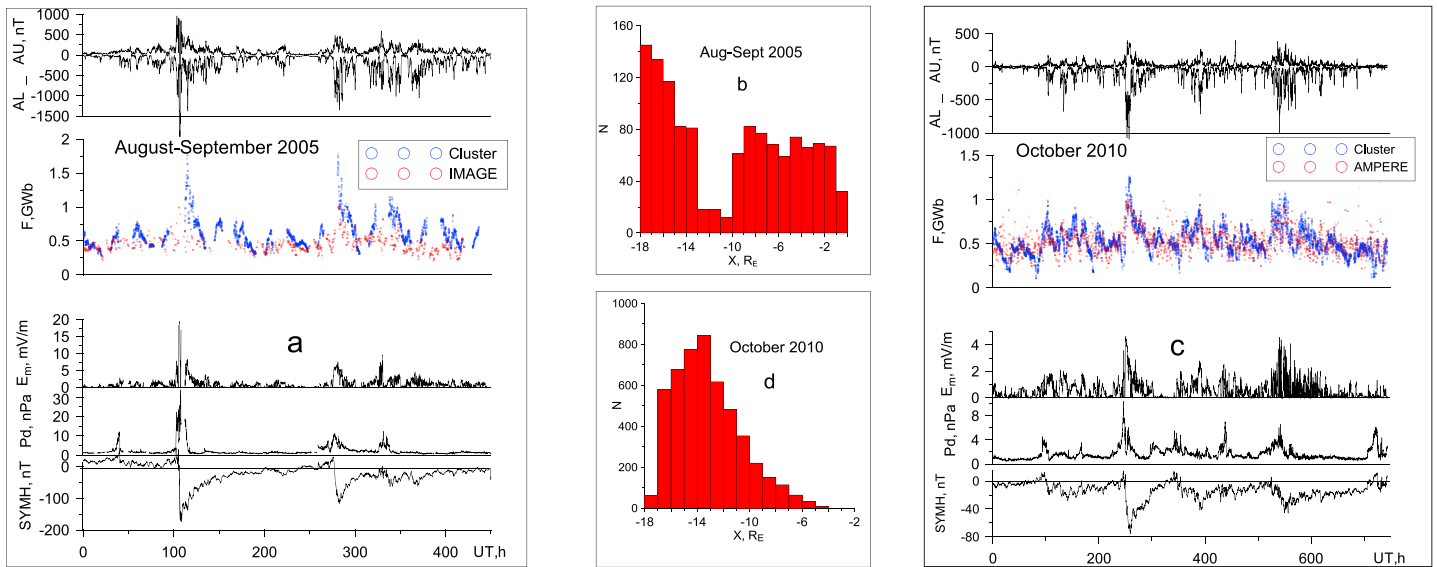 1000
500
0
-500
-1000
-1500
AL _ AU, nT
August-September 2005
Cluster
IMAGE
2
1.5
1
0.5
0
F,GWb
a
20
15
10
5
0
Em, mV/m
30
20
10
0
Pd, nPa
0
-100
-200
SYMH, nT
0 100 200 300 400 UT,h
160
120
80
40
0
N
Aug-Sept 2005
b
-18 -14 -10 -6 -2
X, RE
1000
800
600
400
200
0
N
October 2010
d
-18 -14 -10 -6 -2
X, RE
500
0
-500
-1000
AL _ AU, nT
October 2010
Cluster
AMPERE
1.5
1
0.5
0
F,GWb
c
4
2
0
Em, mV/m
8
4
0
Pd, nPa
0
-40
-80
SYMH, nT
0 200 400 600 UT,h